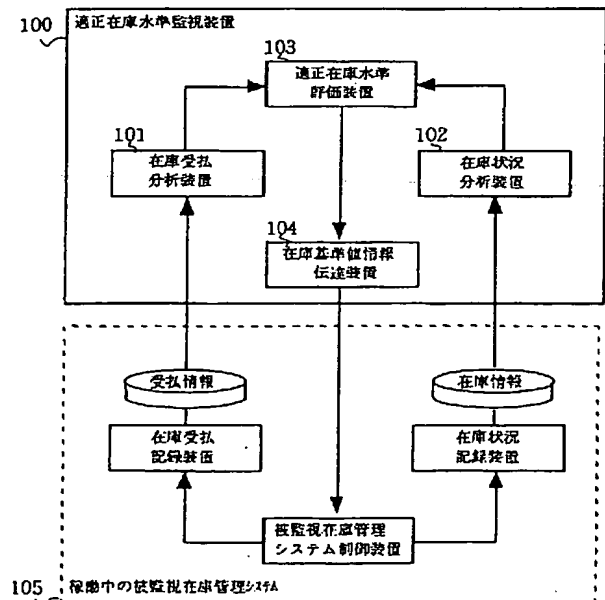 100
適正在庫水準監視装置
103
適正在庫水準
評価装置
101
在庫受払
分析装置
102
在庫状況
分析装置
104
在庫基準値情報
伝達装置
受払情報
在庫情報
在庫受払
記録装置
在庫状況
記録装置
被監視在庫管理
システム制御装置
105
稼動中の被監視在庫管理システム